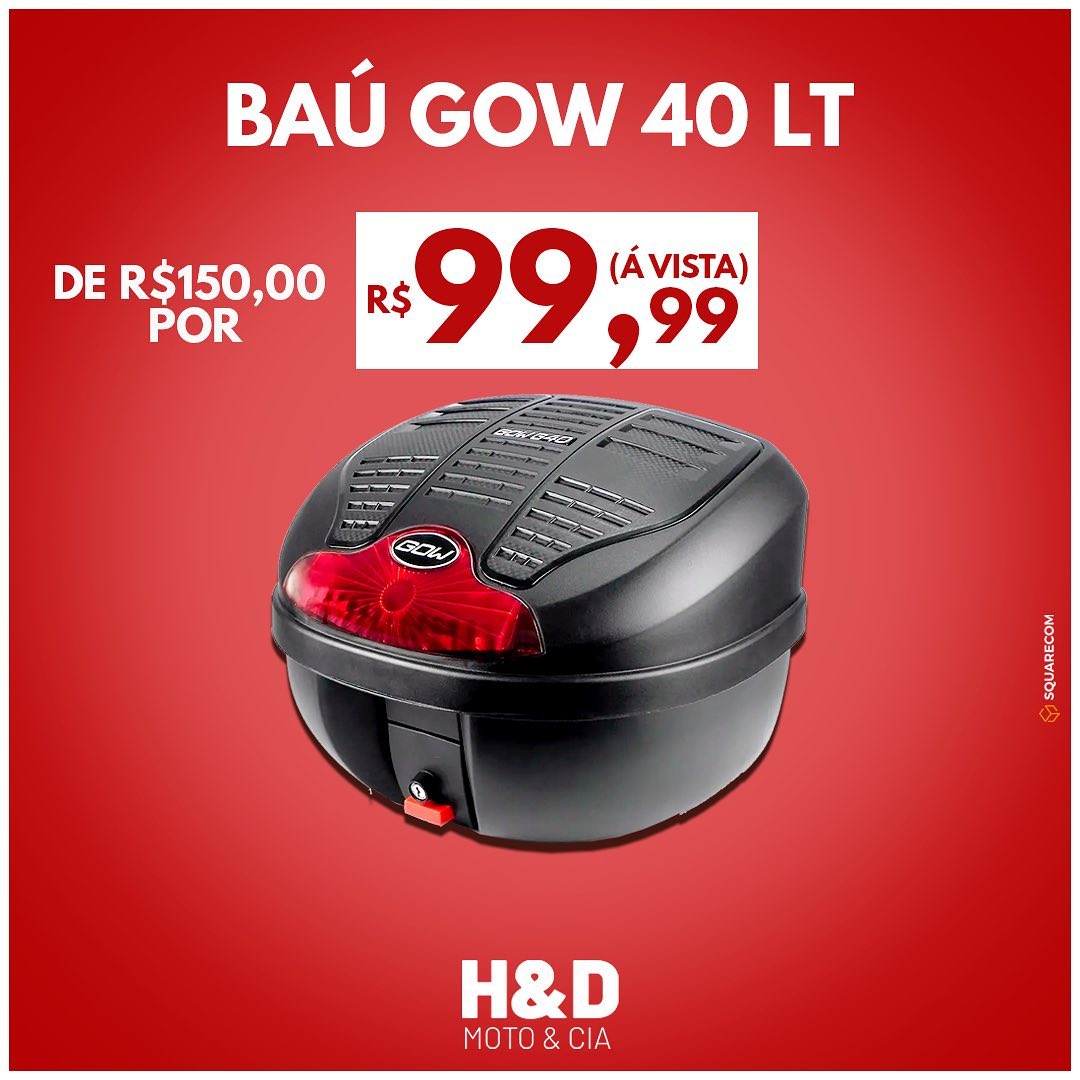 BAÚ GOW 40 LT
DE R$150,00
POR
R$ 99,99
(Á VISTA)
GOW G40
GOW
SQUARECOM
H&D
MOTO & CIA